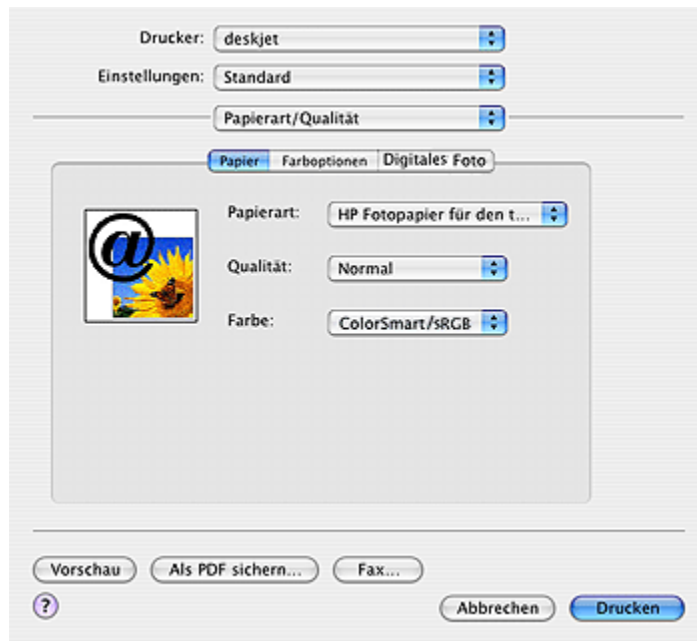 Drucker: deskjet
Einstellungen: Standard
Papierart/Qualität
Papier Farboptionen Digitales Foto
Papierart: HP Fotopapier für den t...
Qualität: Normal
Farbe: ColorSmart/sRGB
@
Vorschau Als PDF sichern... Fax...
? Abbrechen Drucken